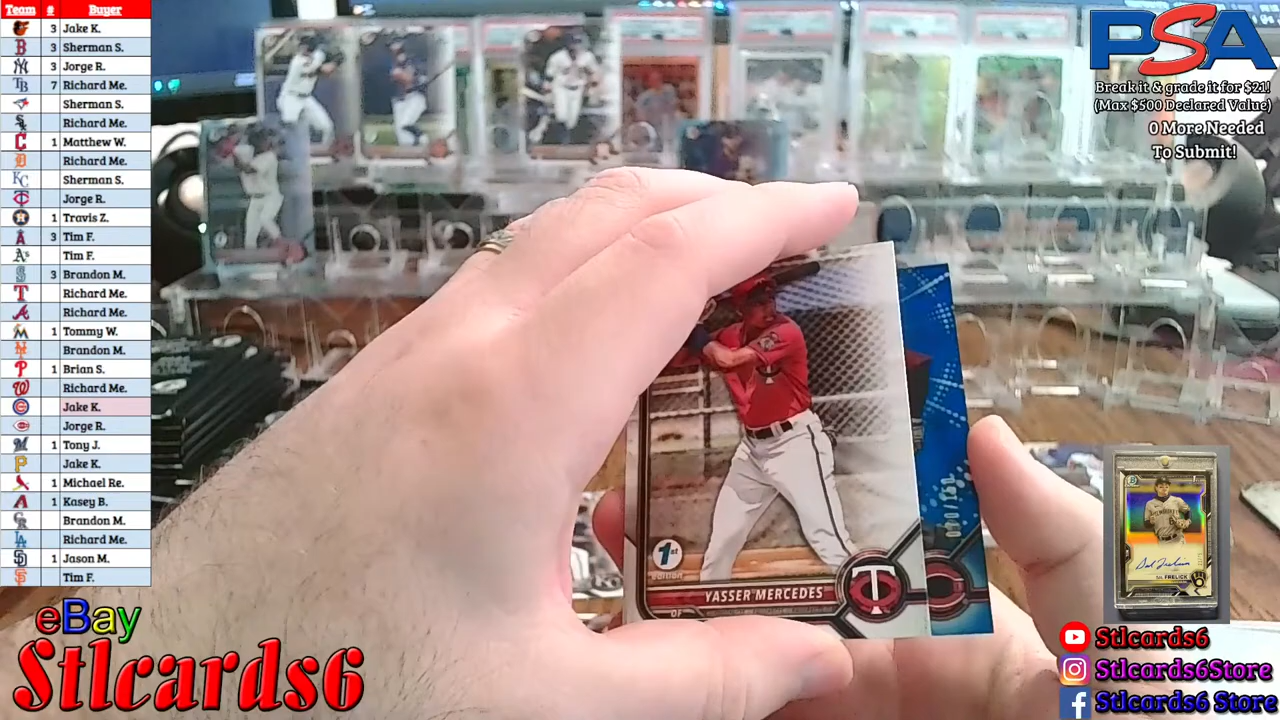 Team # Buyer
3 Jake K.
3 Sherman S.
3 Jorge R.
7 Richard Me.
Sherman S.
Richard Me.
1 Matthew W.
Richard Me.
Sherman S.
Jorge R.
1 Travis Z.
3 Tim F.
Tim F.
3 Brandon M.
Richard Me.
Richard Me.
1 Tommy W.
Brandon M.
1 Brian S.
Richard Me.
Jake K.
Jorge R.
1 Tony J.
Jake K.
1 Michael Re.
1 Kasey B.
Brandon M.
Richard Me.
1 Jason M.
Tim F.
eBay
Stlcards6
PSA
Break it & grade it for $21!
(Max $500 Declared Value)
0 More Needed
To Submit!
1st
Edition
YASSER MERCEDES
OF
FRELICK
Stlcards6
Stlcards6Store
Stlcards6 Store